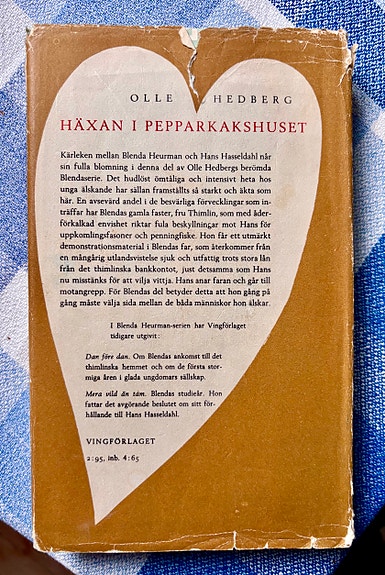 OLLE HEDBERG
HÄXAN I PEPPARKAKSHUSET
Kärleken mellan Blenda Heurman och Hans Hasseldahl når
sin fulla blomning i denna del av Olle Hedbergs berömda
Blendaserie. Det hudlöst ömtåliga och intensivt heta hos
unga älskande har sällan framställts så starkt och äkta som
här. En avsevärd andel i de besvärliga förvecklingar som in-
träffar har Blendas gamla faster, fru Thimlin, som med åder-
förkalkad envishet riktar fula beskyllningar mot Hans för
uppkomlingsfasoner och penningfiske. Hon får ett utmärkt
demonstrationsmaterial i Blendas far, som återkommer från
en mångårig utlandsvistelse sjuk och utfattig trots stora lån
från det thimlinska bankkontot, just detsamma som Hans
nu misstänks för att vilja vittja. Hans anar faran och går till
motangrepp. För Blendas del betyder detta att hon gång på
gång måste välja sida mellan de båda människor hon älskar.
I Blenda Heurman-serien har Vingförlaget
tidigare utgivit:
Dan före dan. Om Blendas ankomst till det
thimlinska hemmet och om de första stor-
miga åren i glada ungdomars sällskap.
Mera vild än tam. Blendas studieår. Hon
fattar det avgörande beslutet om sitt för-
hållande till Hans Hasseldahl.
VINGFÖRLAGET
2:95, inb. 4:65